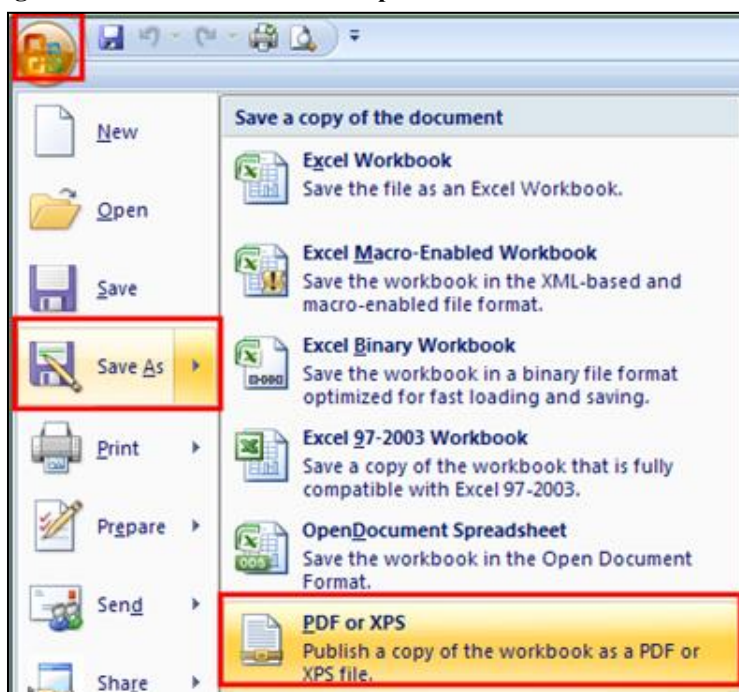 New
Open
Save
Save As
Print
Prepare
Send
Share
Save a copy of the document
Excel Workbook
Save the file as an Excel Workbook.
Excel Macro-Enabled Workbook
Save the workbook in the XML-based and
macro-enabled file format.
Excel Binary Workbook
Save the workbook in a binary file format
optimized for fast loading and saving.
Excel 97-2003 Workbook
Save a copy of the workbook that is fully
compatible with Excel 97-2003.
OpenDocument Spreadsheet
Save the workbook in the Open Document
Format.
PDF or XPS
Publish a copy of the workbook as a PDF or
XPS file.